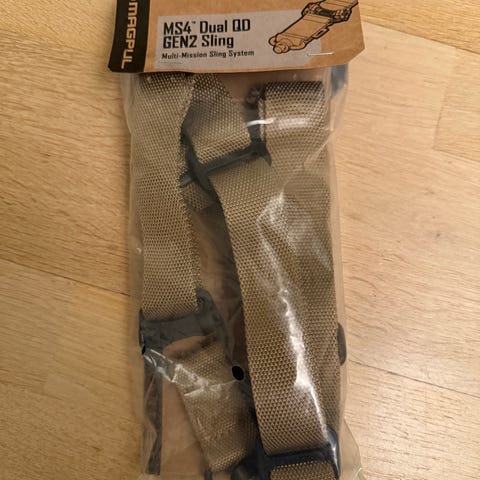 MAGPUL
MS4™ Dual QD
GEN2 Sling
Multi-Mission Sling System